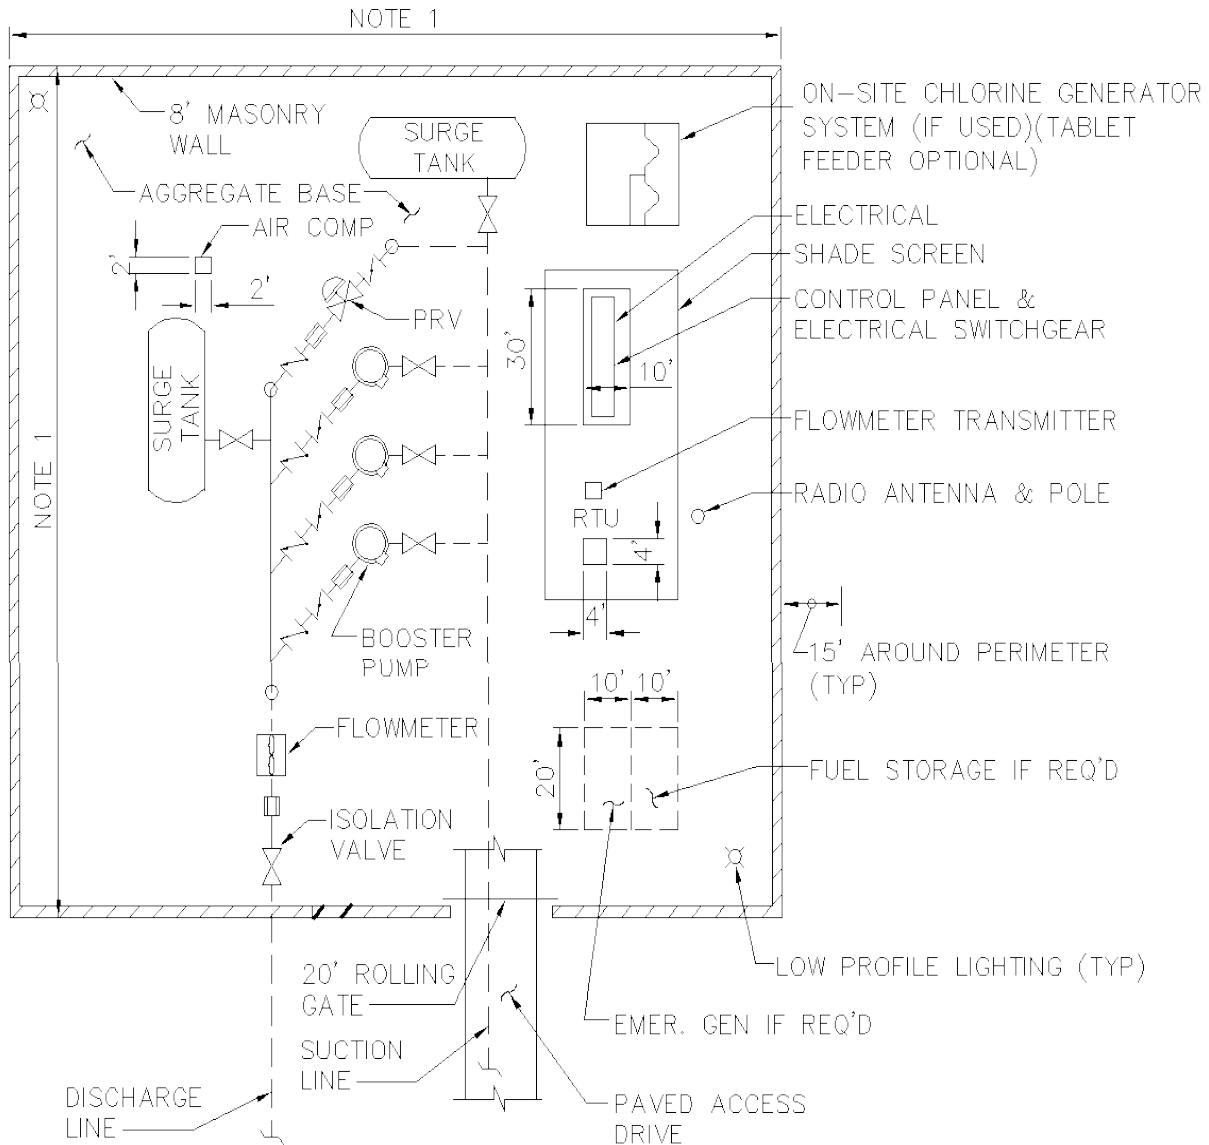 NOTE 1
8' MASONRY
WALL
SURGE
TANK
ON-SITE CHLORINE GENERATOR
SYSTEM (IF USED)(TABLET
FEEDER OPTIONAL)
AGGREGATE BASE
AIR COMP
2'
2'
ELECTRICAL
SHADE SCREEN
CONTROL PANEL &
ELECTRICAL SWITCHGEAR
PRV
30'
10'
SURGE
TANK
NOTE 1
FLOWMETER TRANSMITTER
RADIO ANTENNA & POLE
RTU
4'
4'
BOOSTER
PUMP
15' AROUND PERIMETER
(TYP)
10'
10'
FLOWMETER
20'
FUEL STORAGE IF REQ'D
ISOLATION
VALVE
20' ROLLING
GATE
LOW PROFILE LIGHTING (TYP)
EMER. GEN IF REQ'D
SUCTION
LINE
DISCHARGE
LINE
PAVED ACCESS
DRIVE